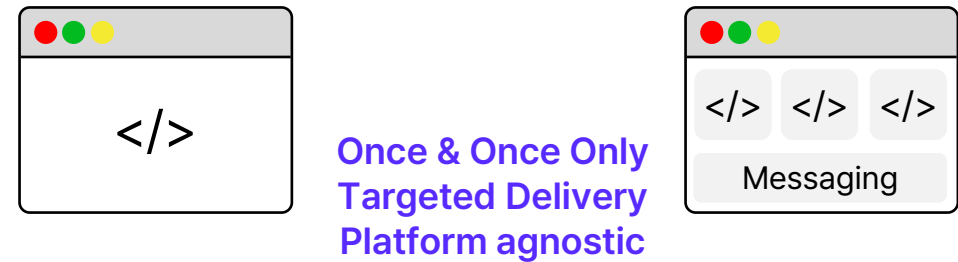 </>
Once & Once Only
Targeted Delivery
Platform agnostic
</> </> </>
Messaging